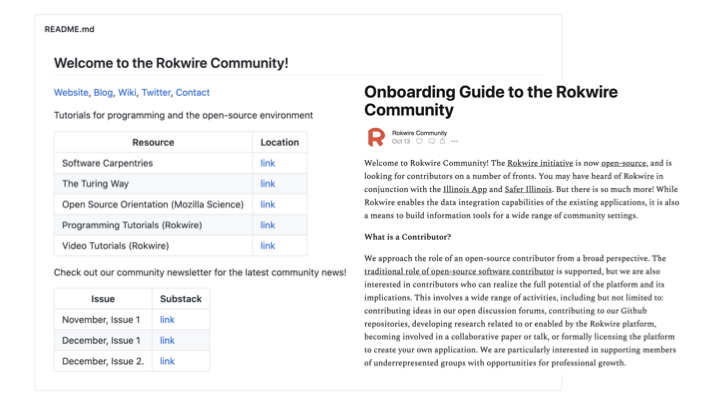 README.md
Welcome to the Rokwire Community!
Website, Blog, Wiki, Twitter, Contact
Tutorials for programming and the open-source environment
Resource Location
Software Carpentries link
The Turing Way link
Open Source Orientation (Mozilla Science) link
Programming Tutorials (Rokwire) link
Video Tutorials (Rokwire) link
Check out our community newsletter for the latest community news!
Issue Substack
November, Issue 1 link
December, Issue 1 link
December, Issue 2. link
Onboarding Guide to the Rokwire
Community
Rokwire Community
Oct 13
Welcome to Rokwire Community! The Rokwire initiative is now open-source, and is
looking for contributors on a number of fronts. You may have heard of Rokwire in
conjunction with the Illinois App and Safer Illinois. But there is so much more! While
Rokwire enables the data integration capabilities of the existing applications, it is also
a means to build information tools for a wide range of community settings.
What is a Contributor?
We approach the role of an open-source contributor from a broad perspective. The
traditional role of open-source software contributor is supported, but we are also
interested in contributors who can realize the full potential of the platform and its
implications. This involves a wide range of activities, including but not limited to:
contributing ideas in our open discussion forums, contributing to our Github
repositories, developing research related to or enabled by the Rokwire platform,
becoming involved in a collaborative paper or talk, or formally licensing the platform
to create your own application. We are particularly interested in supporting members
of underrepresented groups with opportunities for professional growth.